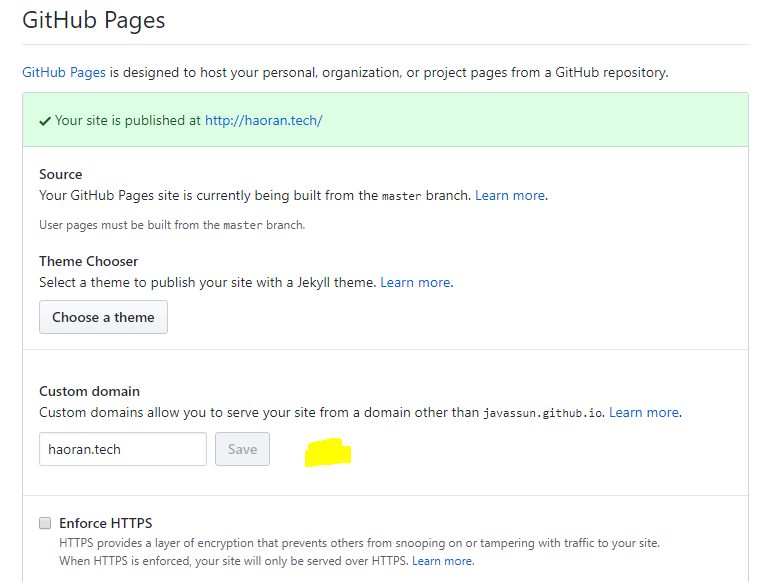 GitHub Pages
GitHub Pages is designed to host your personal, organization, or project pages from a GitHub repository.
Your site is published at http://haoran.tech/
Source
Your GitHub Pages site is currently being built from the master branch. Learn more.
User pages must be built from the master branch.
Theme Chooser
Select a theme to publish your site with a Jekyll theme. Learn more.
Choose a theme
Custom domain
Custom domains allow you to serve your site from a domain other than javassun.github.io. Learn more.
haoran.tech Save
Enforce HTTPS
HTTPS provides a layer of encryption that prevents others from snooping on or tampering with traffic to your site.
When HTTPS is enforced, your site will only be served over HTTPS. Learn more.